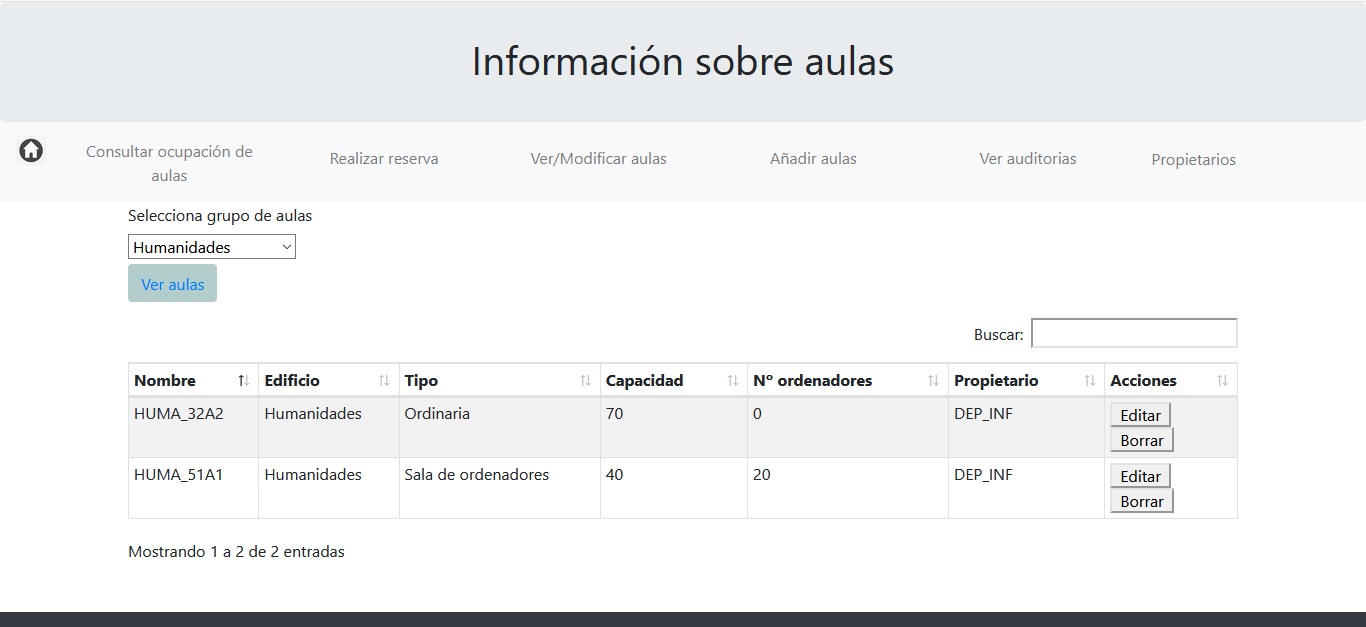 Información sobre aulas
Consultar ocupación de
aulas
Realizar reserva
Ver/Modificar aulas
Añadir aulas
Ver auditorias
Propietarios
Selecciona grupo de aulas
Humanidades
Ver aulas
Buscar:
Nombre Edificio Tipo Capacidad Nº ordenadores Propietario Acciones
HUMA_32A2 Humanidades Ordinaria 70 0 DEP_INF Editar
Borrar
HUMA_51A1 Humanidades Sala de ordenadores 40 20 DEP_INF Editar
Borrar
Mostrando 1 a 2 de 2 entradas